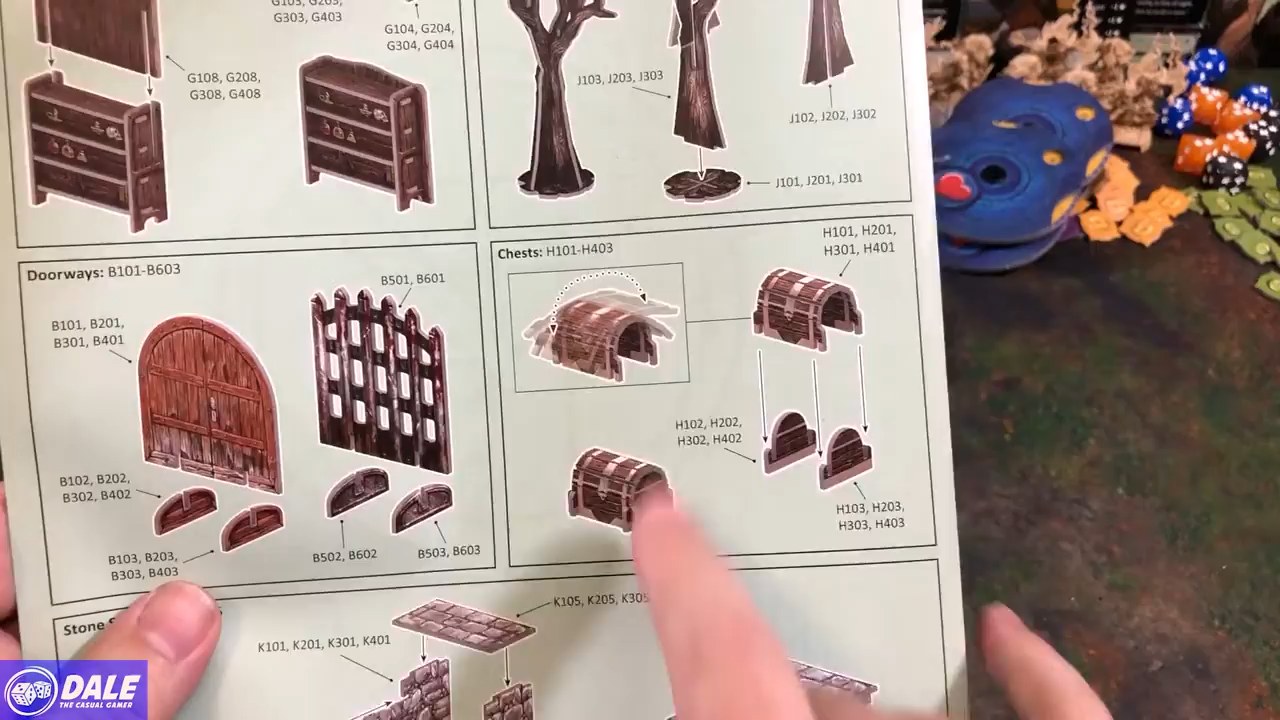 G303, G403
G104, G204,
G304, G404
G108, G208,
G308, G408
J103, J203, J303
J102, J202, J302
J101, J201, J301
Doorways: B101-B603
B501, B601
B101, B201,
B301, B401
B102, B202,
B302, B402
B103, B203,
B303, B403
B502, B602
B503, B603
Chests: H101-H403
H101, H201,
H301, H401
H102, H202,
H302, H402
H103, H203,
H303, H403
Stone
K105, K205, K305
K101, K201, K301, K401
DALE
THE CASUAL GAMER